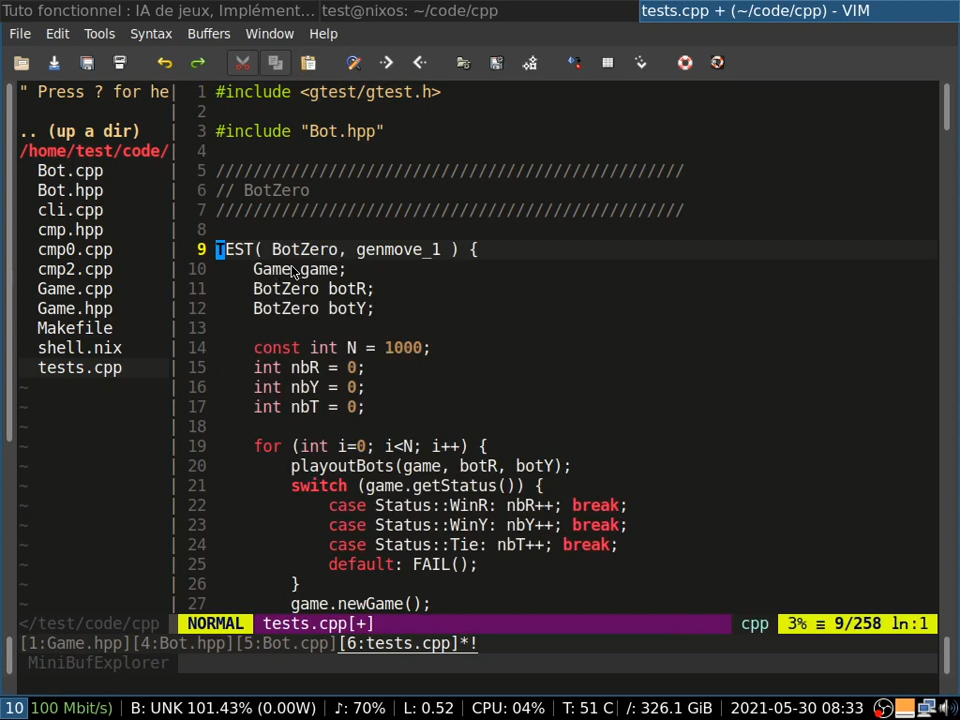 Tuto fonctionnel : IA de jeux, Implément... test@nixos: ~/code/cpp tests.cpp + (~/code/cpp) - VIM
File Edit Tools Syntax Buffers Window Help
" Press ? for he
.. (up a dir)
/home/test/code/
Bot.cpp
Bot.hpp
cli.cpp
cmp.hpp
cmp0.cpp
cmp2.cpp
Game.cpp
Game.hpp
Makefile
shell.nix
tests.cpp
</test/code/cpp
1 #include <gtest/gtest.h>
2
3 #include "Bot.hpp"
4
5 //////////////////////////////////////////////////
6 // BotZero
7 //////////////////////////////////////////////////
8
9 TEST( BotZero, genmove_1 ) {
10 Game game;
11 BotZero botR;
12 BotZero botY;
13
14 const int N = 1000;
15 int nbR = 0;
16 int nbY = 0;
17 int nbT = 0;
18
19 for (int i=0; i<N; i++) {
20 playoutBots(game, botR, botY);
21 switch (game.getStatus()) {
22 case Status::WinR: nbR++; break;
23 case Status::WinY: nbY++; break;
24 case Status::Tie: nbT++; break;
25 default: FAIL();
26 }
27 game.newGame();
NORMAL tests.cpp[+] cpp 3% ≡ 9/258 ln:1
[1:Game.hpp][4:Bot.hpp][5:Bot.cpp][6:tests.cpp]*!
MiniBufExplorer
10 100 Mbit/s) | B: UNK 101.43% (0.00W) | ♪: 70% | L: 0.52 | CPU: 04% | T: 51 C | /: 326.1 GiB | 2021-05-30 08:33